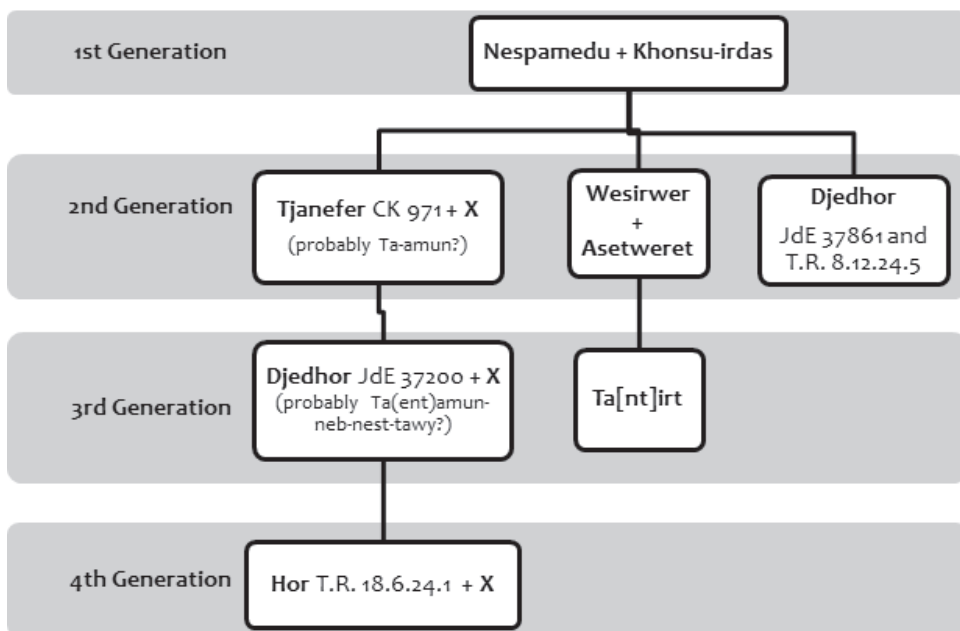 1st Generation
Nespamedu + Khonsu-irdas
2nd Generation
Tjanefer CK 971 + X
(probably Ta-amun?)
Wesirwer
+
Asetweret
Djedhor
JdE 37861 and
T.R. 8.12.24.5
3rd Generation
Djedhor JdE 37200 + X
(probably Ta(ent)amun-
neb-nest-tawy?)
Ta[nt]irt
4th Generation
Hor T.R. 18.6.24.1 + X